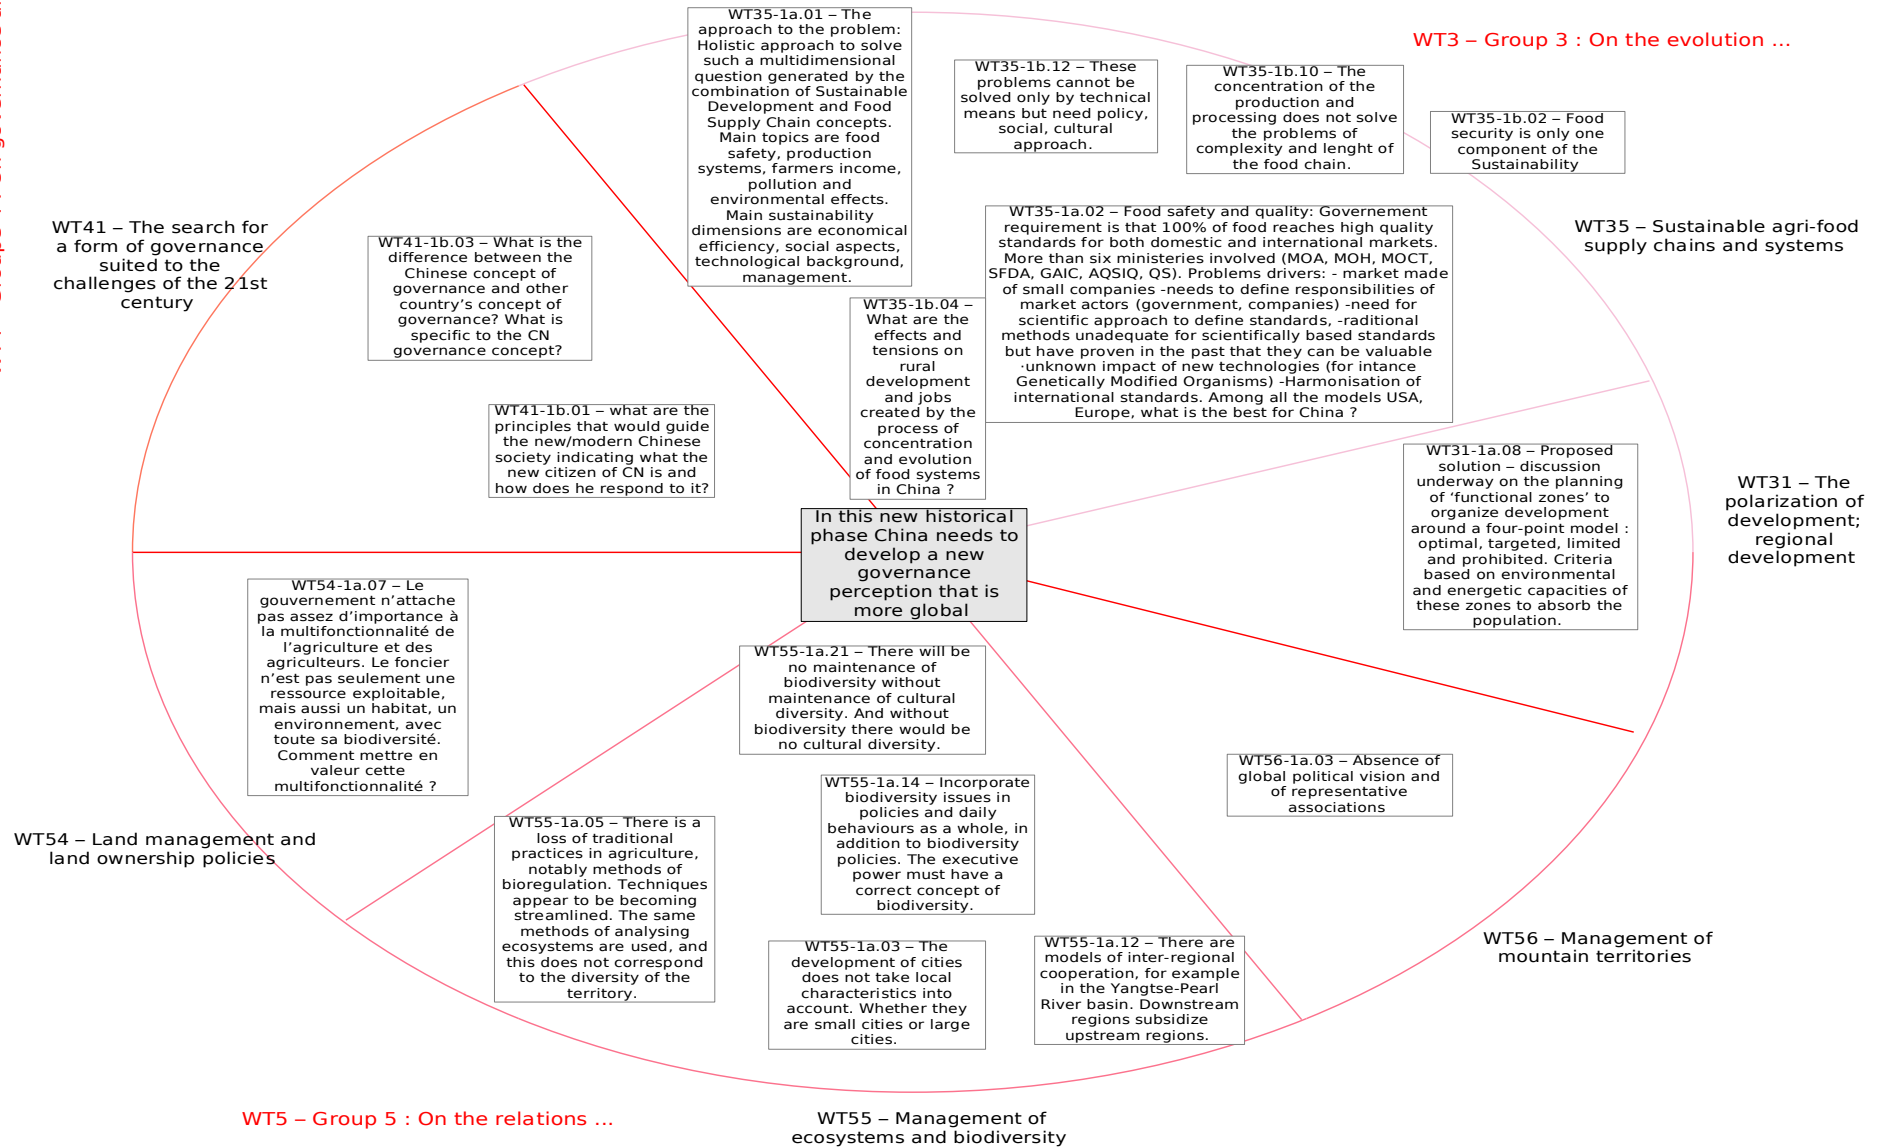 WT35-1a.01 – The
approach to the problem:
Holistic approach to solve
such a multidimensional
question generated by the
combination of Sustainable
Development and Food
Supply Chain concepts.
Main topics are food
safety, production
systems, farmers income,
pollution and
environmental effects.
Main sustainability
dimensions are economical
efficiency, social aspects,
technological background,
management.
WT3 – Group 3 : On the evolution ...
WT35-1b.12 – These
problems cannot be
solved only by technical
means but need policy,
social, cultural
approach.
WT35-1b.10 – The
concentration of the
production and
processing does not solve
the problems of
complexity and lenght of
the food chain.
WT35-1b.02 – Food
security is only one
component of the
Sustainability
WT35 – Sustainable agri-food
supply chains and systems
WT35-1a.02 – Food safety and quality: Governement
requirement is that 100% of food reaches high quality
standards for both domestic and international markets.
More than six ministeries involved (MOA, MOH, MOCT,
SFDA, GAIC, AQSIQ, QS). Problems drivers: - market made
of small companies -needs to define responsibilities of
market actors (government, companies) -need for
scientific approach to define standards, -raditional
methods unadequate for scientifically based standards
but have proven in the past that they can be valuable
·unknown impact of new technologies (for intance
Genetically Modified Organisms) -Harmonisation of
international standards. Among all the models USA,
Europe, what is the best for China ?
WT41 – The search for
a form of governance
suited to the
challenges of the 21st
century
WT41-1b.03 – What is the
difference between the
Chinese concept of
governance and other
country’s concept of
governance? What is
specific to the CN
governance concept?
WT35-1b.04 –
What are the
effects and
tensions on
rural
development
and jobs
created by the
process of
concentration
and evolution
of food systems
in China ?
WT41-1b.01 – what are the
principles that would guide
the new/modern Chinese
society indicating what the
new citizen of CN is and
how does he respond to it?
WT31-1a.08 – Proposed
solution – discussion
underway on the planning
of ‘functional zones’ to
organize development
around a four-point model :
optimal, targeted, limited
and prohibited. Criteria
based on environmental
and energetic capacities of
these zones to absorb the
population.
WT31 – The
polarization of
development;
regional
development
In this new historical
phase China needs to
develop a new
governance
perception that is
more global
WT54-1a.07 – Le
gouvernement n’attache
pas assez d’importance à
la multifonctionnalité de
l’agriculture et des
agriculteurs. Le foncier
n’est pas seulement une
ressource exploitable,
mais aussi un habitat, un
environnement, avec
toute sa biodiversité.
Comment mettre en
valeur cette
multifonctionnalité ?
WT55-1a.21 – There will be
no maintenance of
biodiversity without
maintenance of cultural
diversity. And without
biodiversity there would be
no cultural diversity.
WT56-1a.03 – Absence of
global political vision and
of representative
associations
WT55-1a.14 – Incorporate
biodiversity issues in
policies and daily
behaviours as a whole, in
addition to biodiversity
policies. The executive
power must have a
correct concept of
biodiversity.
WT54 – Land management and
land ownership policies
WT55-1a.05 – There is a
loss of traditional
practices in agriculture,
notably methods of
bioregulation. Techniques
appear to be becoming
streamlined. The same
methods of analysing
ecosystems are used, and
this does not correspond
to the diversity of the
territory.
WT55-1a.03 – The
development of cities
does not take local
characteristics into
account. Whether they
are small cities or large
cities.
WT55-1a.12 – There are
models of inter-regional
cooperation, for example
in the Yangtse-Pearl
River basin. Downstream
regions subsidize
upstream regions.
WT56 – Management of
mountain territories
WT5 – Group 5 : On the relations ...
WT55 – Management of
ecosystems and biodiversity